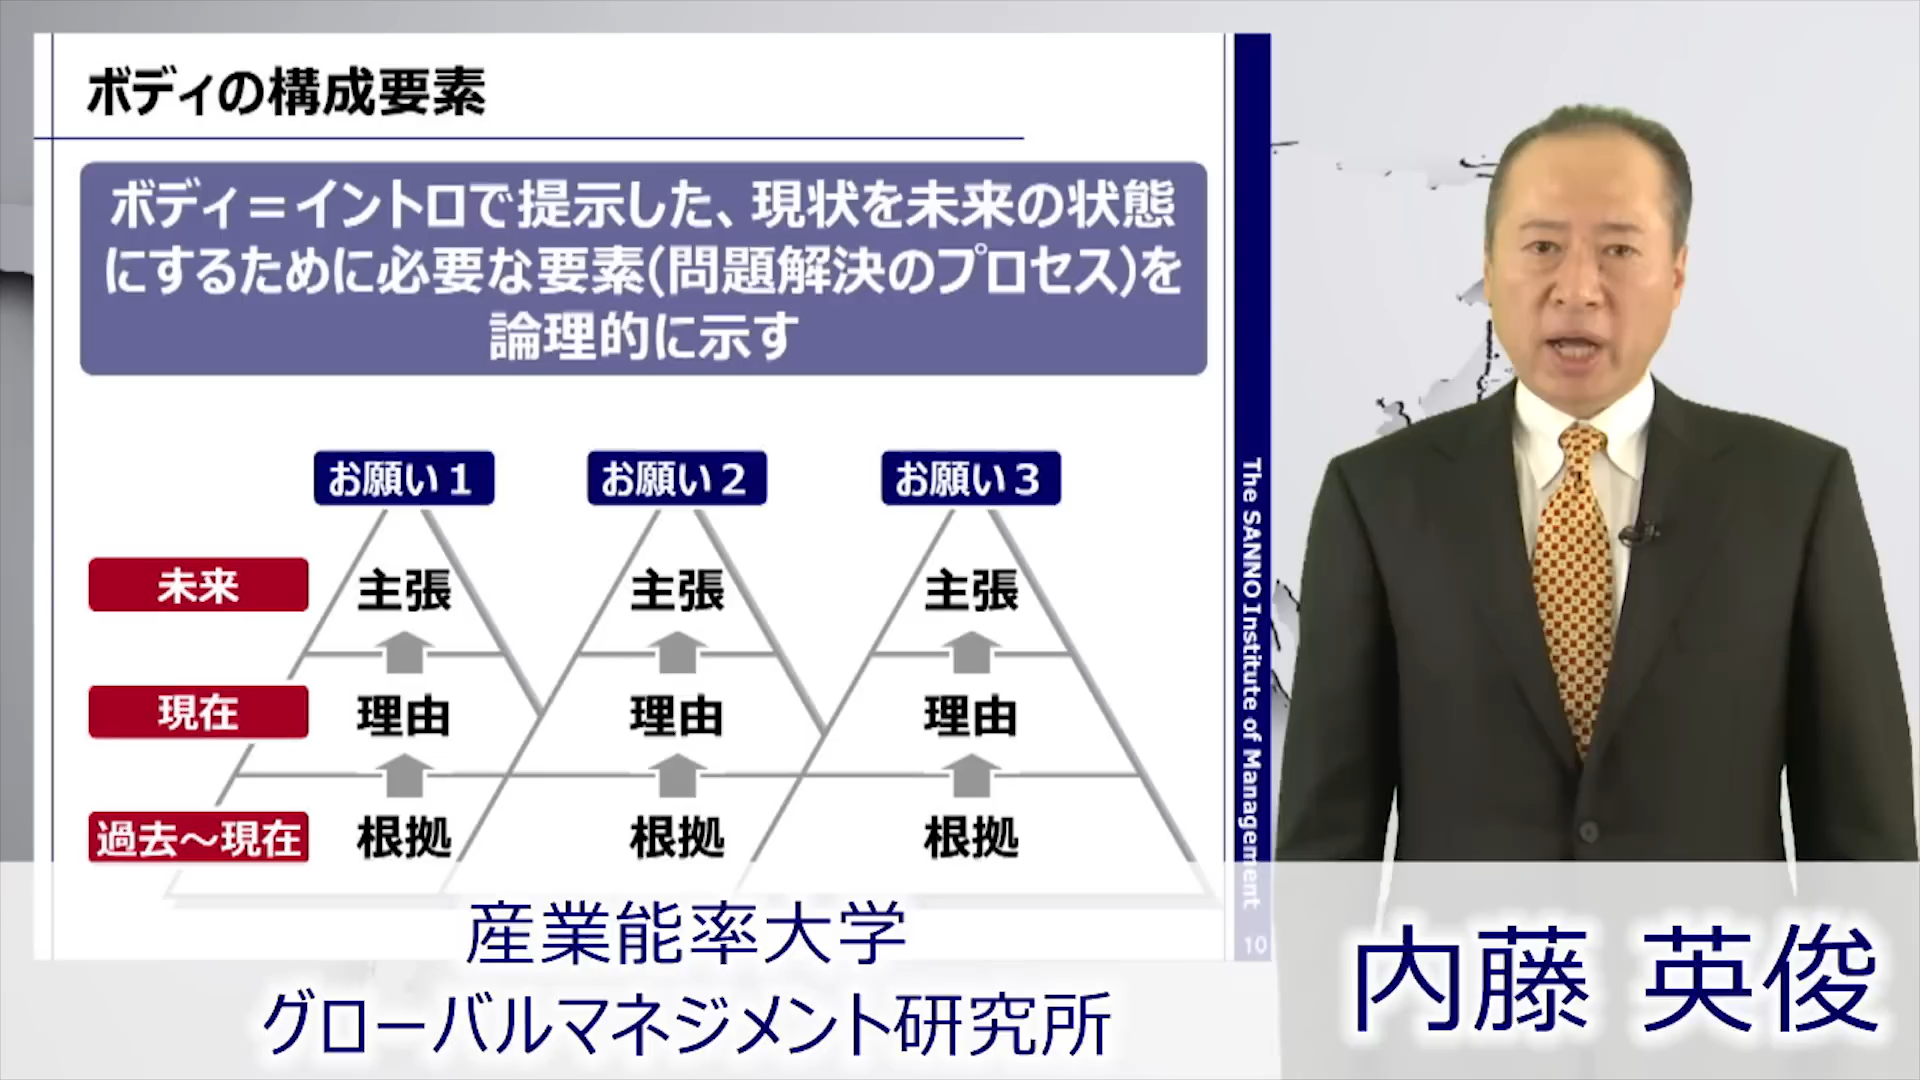 ボディの構成要素
ボディ＝イントロで提示した、現状を未来の状態
にするために必要な要素(問題解決のプロセス)を
論理的に示す
お願い１
お願い２
お願い３
未来
主張
主張
主張
現在
理由
理由
理由
過去～現在
根拠
根拠
根拠
The SANNO Institute of Management
10
産業能率大学
グローバルマネジメント研究所
内藤 英俊